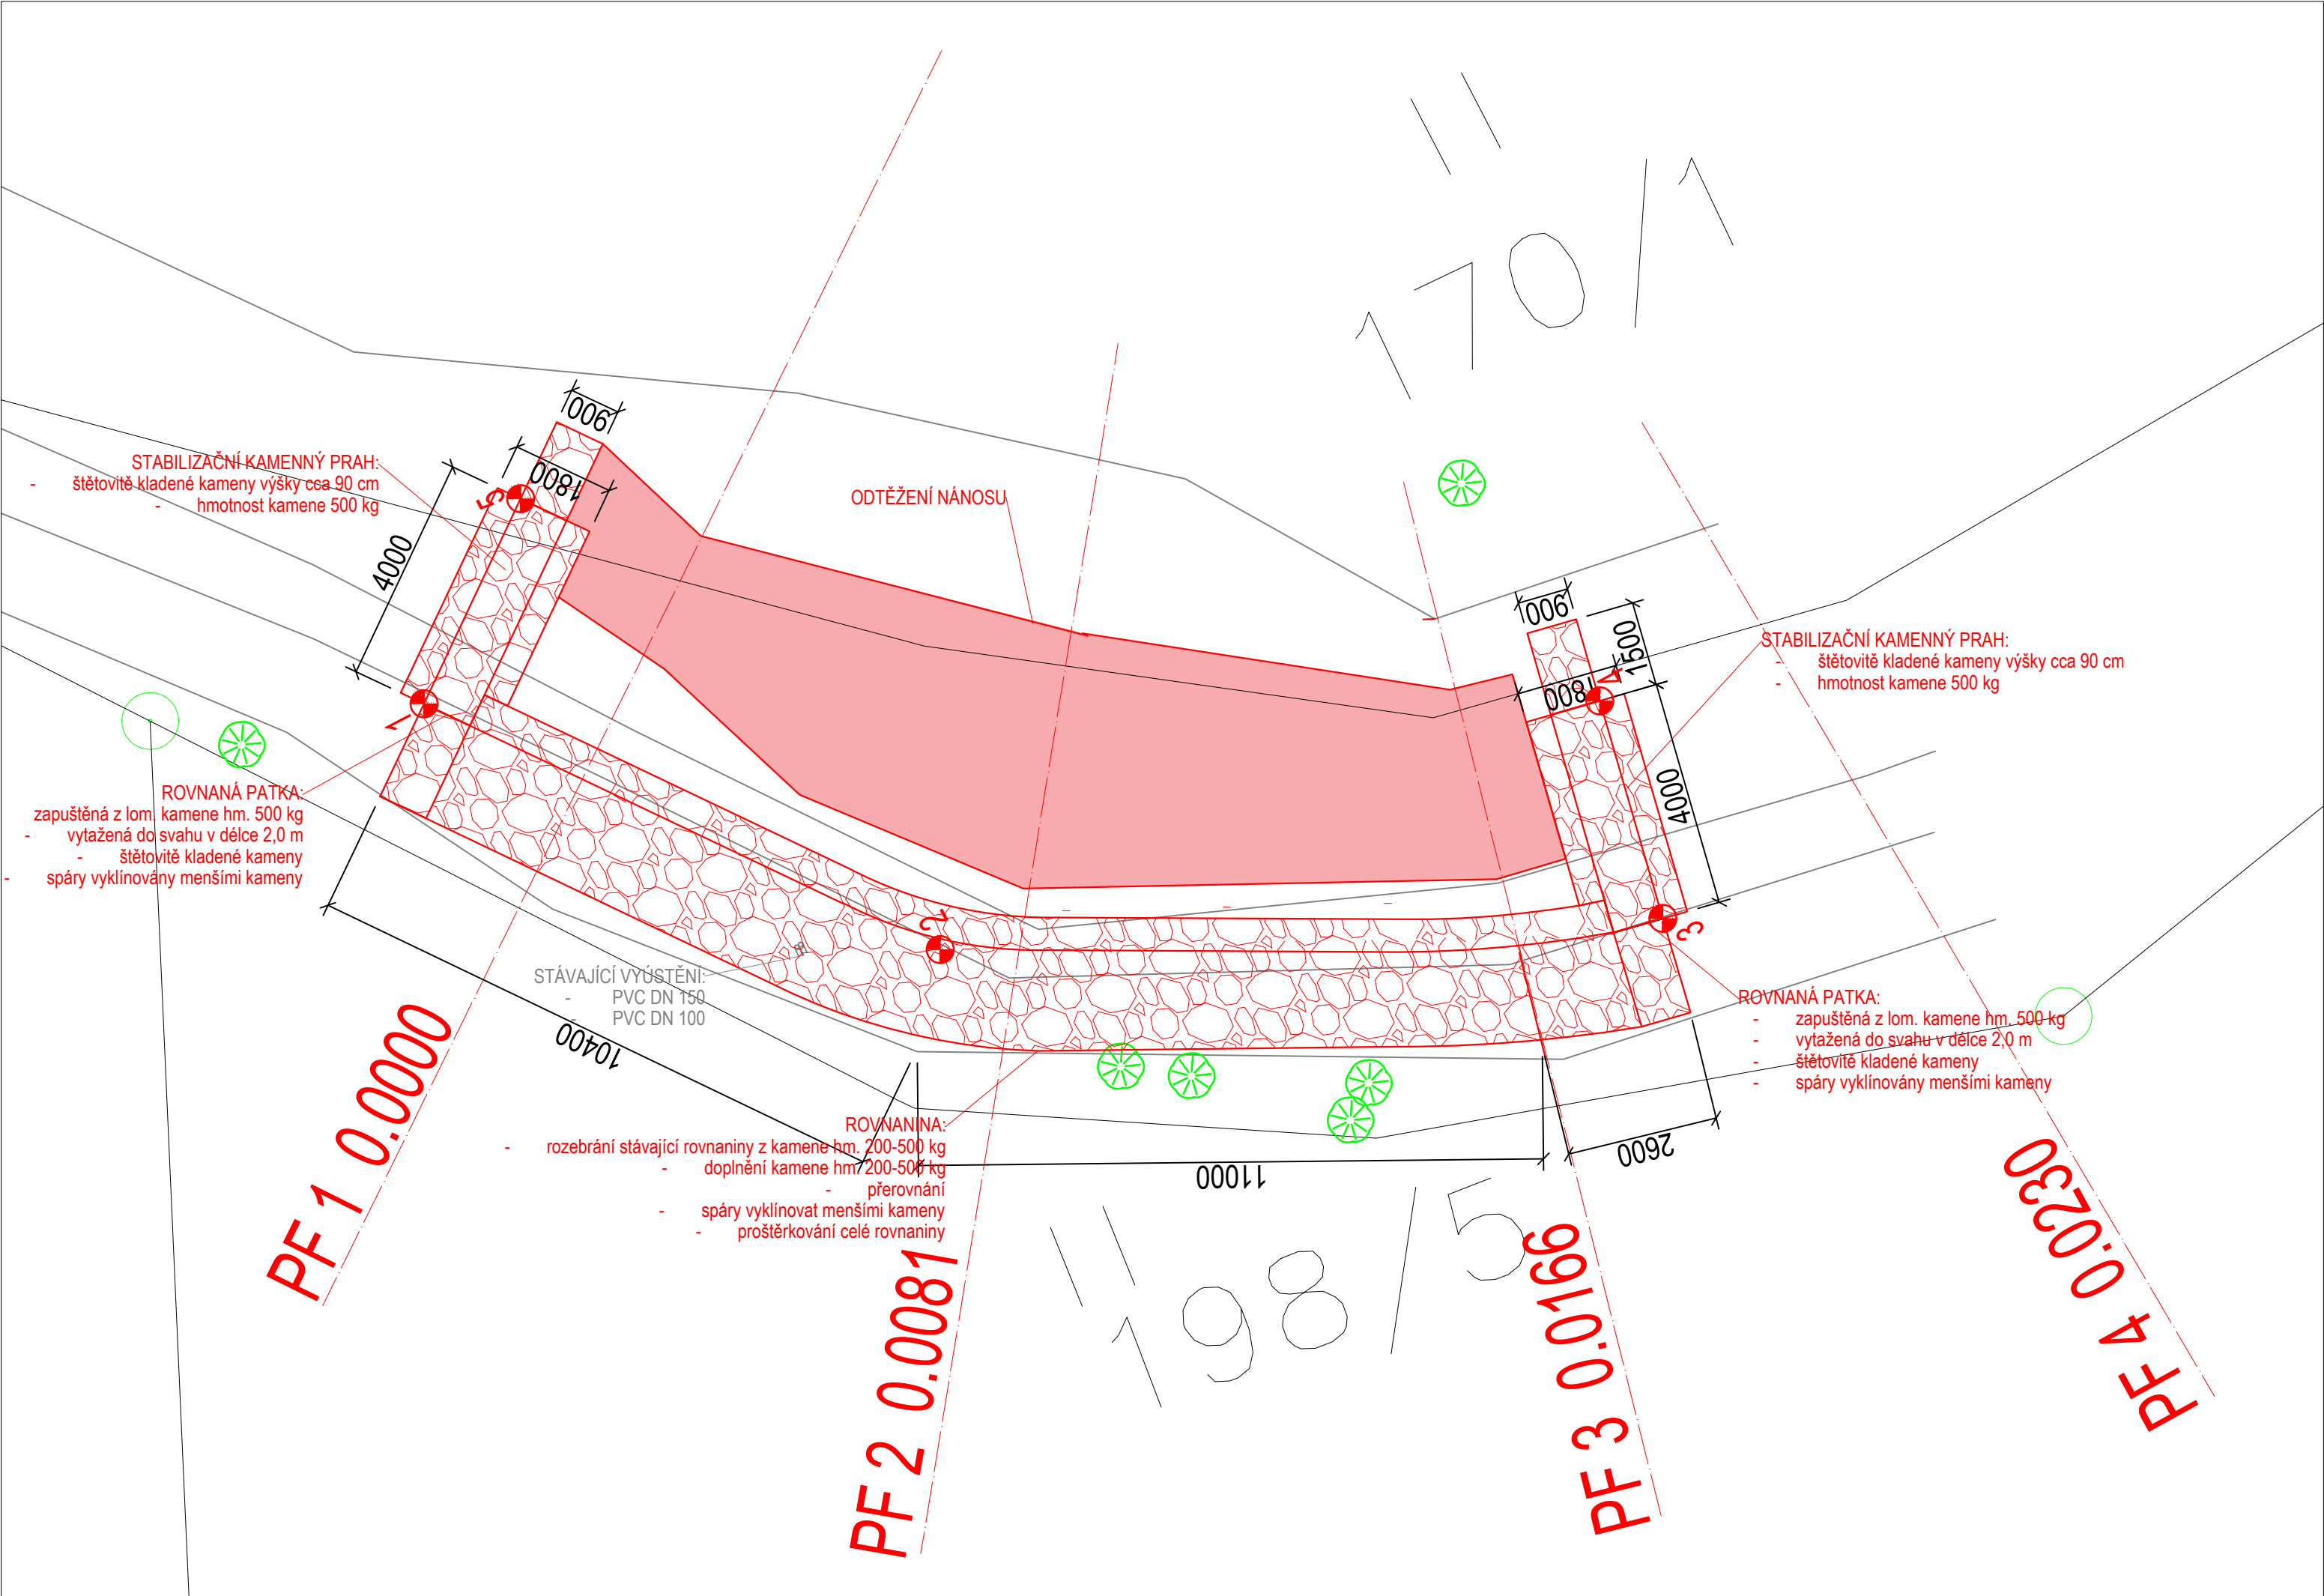 170/1
900
STABILIZAČNÍ KAMENNÝ PRAH:
- štětovitě kladené kameny výšky cca 90 cm
- hmotnost kamene 500 kg
1800
5
4000
ODTĚŽENÍ NÁNOSU
900
1500
STABILIZAČNÍ KAMENNÝ PRAH:
- štětovitě kladené kameny výšky cca 90 cm
- hmotnost kamene 500 kg
1800
4
4000
1
ROVNANÁ PATKA:
zapuštěná z lom. kamene hm. 500 kg
- vytažená do svahu v délce 2,0 m
- štětovitě kladené kameny
- spáry vyklínovány menšími kameny
2
3
STÁVAJÍCÍ VYÚSTĚNÍ:
- PVC DN 150
- PVC DN 100
ROVNANÁ PATKA:
- zapuštěná z lom. kamene hm. 500 kg
- vytažená do svahu v délce 2,0 m
- štětovitě kladené kameny
- spáry vyklínovány menšími kameny
10400
ROVNANINA:
- rozebrání stávající rovnaniny z kamene hm. 200-500 kg
- doplnění kamene hm. 200-500 kg
- přerovnání
- spáry vyklínovat menšími kameny
- proštěrkování celé rovnaniny
11000
2600
198/5
PF 1 0.0000
PF 2 0.0081
PF 3 0.0166
PF 4 0.0230